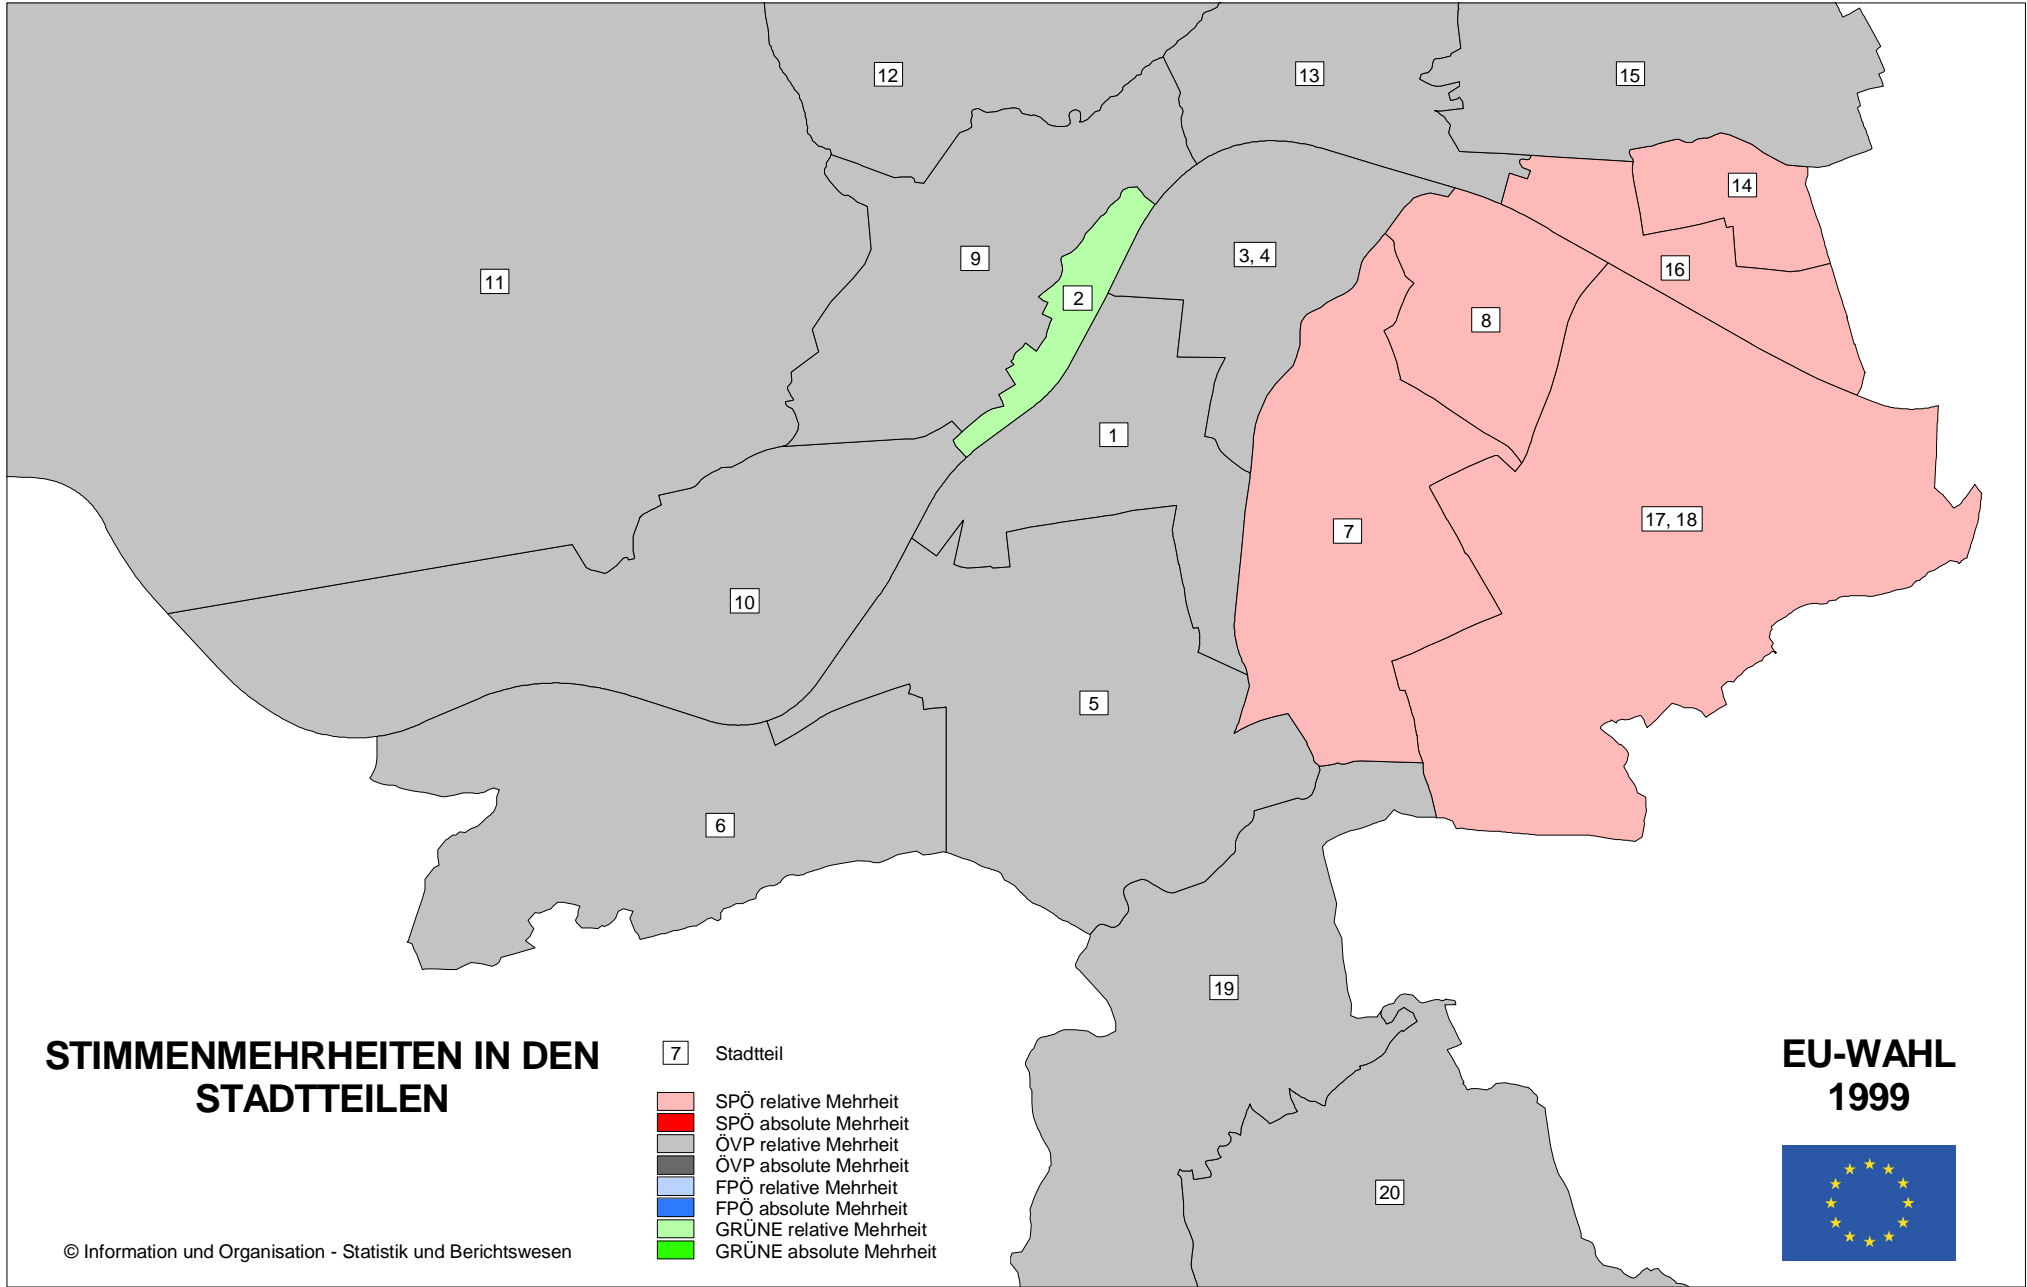 12
13
15
14
3, 4
9
16
11
2
8
1
17, 18
7
10
5
6
19
20
STIMMENMEHRHEITEN IN DEN
STADTTEILEN
7 Stadtteil
SPÖ relative Mehrheit
SPÖ absolute Mehrheit
ÖVP relative Mehrheit
ÖVP absolute Mehrheit
FPÖ relative Mehrheit
FPÖ absolute Mehrheit
GRÜNE relative Mehrheit
GRÜNE absolute Mehrheit
EU-WAHL
1999
© Information und Organisation - Statistik und Berichtswesen